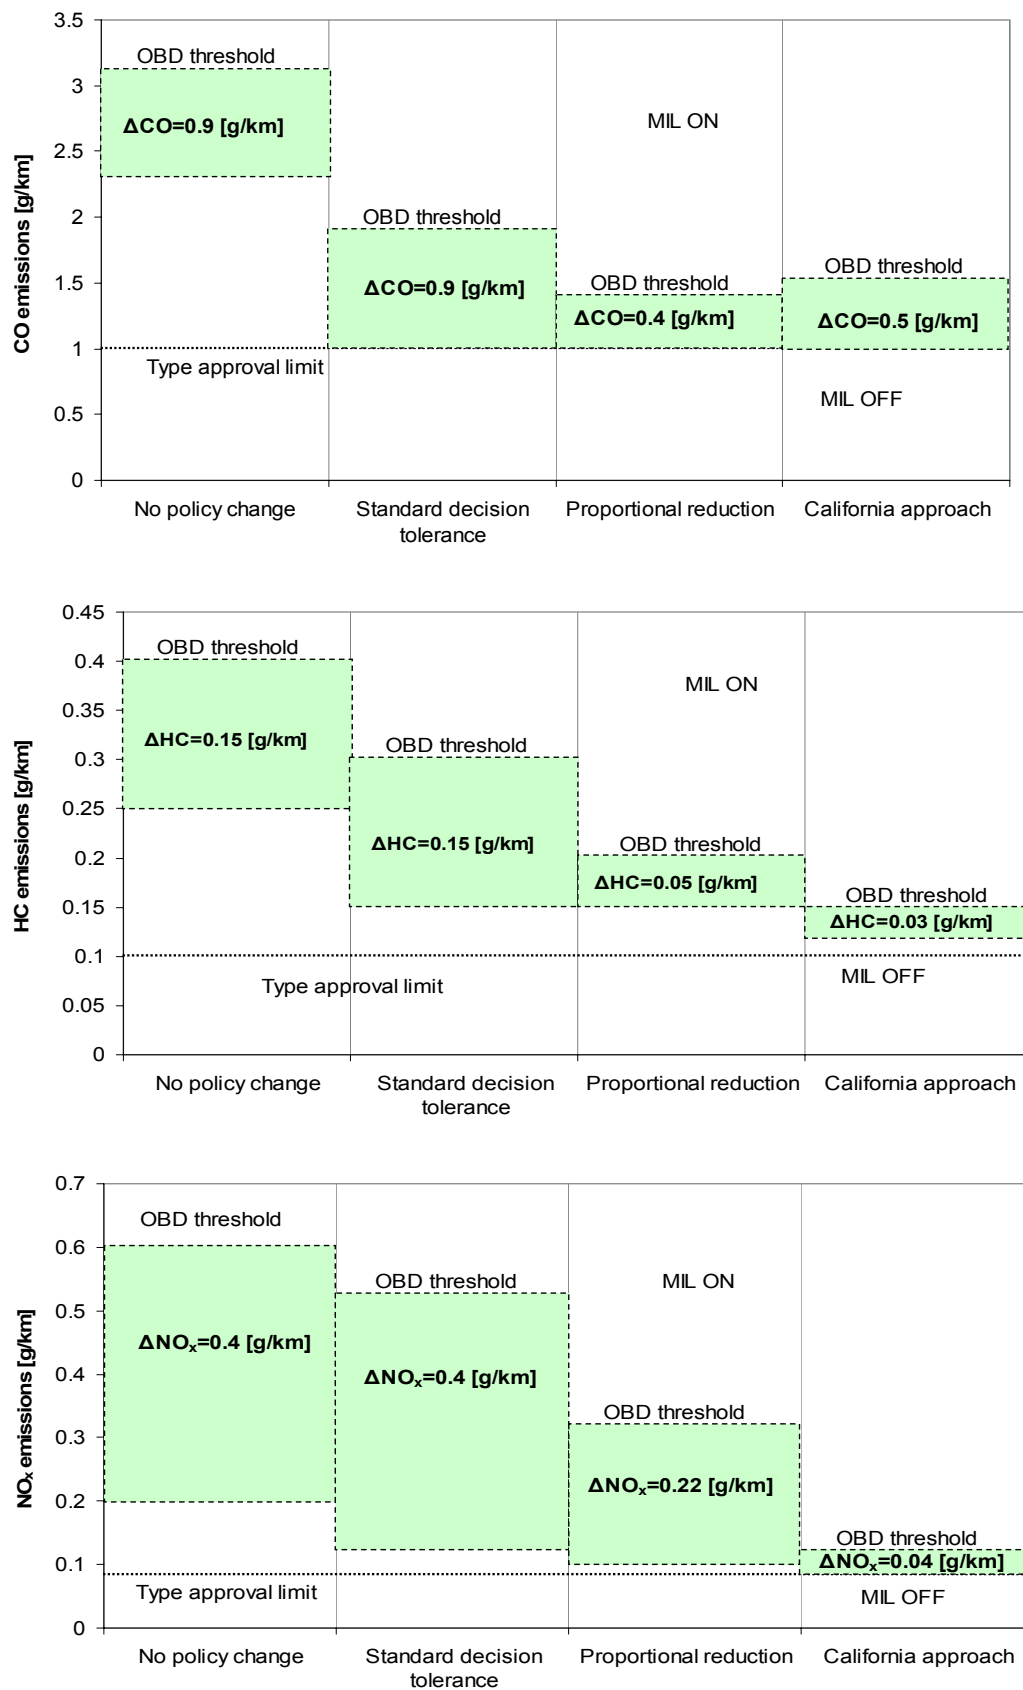 3.5
OBD threshold
3
ΔCO=0.9 [g/km]
MIL ON
2.5
CO emissions [g/km]
2
OBD threshold
1.5
ΔCO=0.9 [g/km]
OBD threshold
OBD threshold
ΔCO=0.4 [g/km]
ΔCO=0.5 [g/km]
1
Type approval limit
MIL OFF
0.5
0
No policy change
Standard decision
tolerance
Proportional reduction
California approach
0.45
OBD threshold
0.4
MIL ON
0.35
ΔHC=0.15 [g/km]
OBD threshold
0.3
HC emissions [g/km]
0.25
ΔHC=0.15 [g/km]
OBD threshold
0.2
ΔHC=0.05 [g/km]
OBD threshold
0.15
ΔHC=0.03 [g/km]
0.1
Type approval limit
MIL OFF
0.05
0
No policy change
Standard decision
tolerance
Proportional reduction
California approach
0.7
OBD threshold
0.6
OBD threshold
MIL ON
0.5
ΔNOx=0.4 [g/km]
ΔNOx=0.4 [g/km]
0.4
NOx emissions [g/km]
OBD threshold
0.3
ΔNOx=0.22 [g/km]
0.2
OBD threshold
0.1
ΔNOx=0.04 [g/km]
Type approval limit
MIL OFF
0
No policy change
Standard decision
tolerance
Proportional reduction
California approach